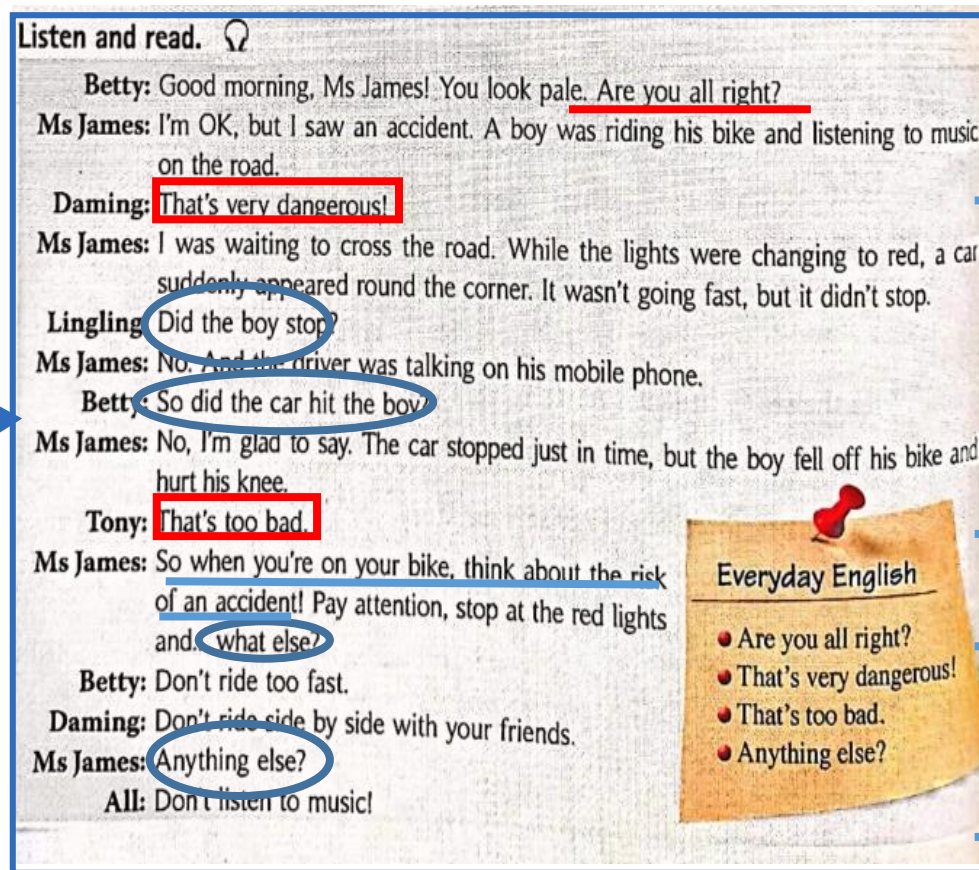 Listen and read.
Betty: Good morning, Ms James! You look pale. Are you all right?
Ms James: I'm OK, but I saw an accident. A boy was riding his bike and listening to music
on the road.
Daming: That's very dangerous!
Ms James: I was waiting to cross the road. While the lights were changing to red, a car
suddenly appeared round the corner. It wasn't going fast, but it didn't stop.
Lingling: Did the boy stop?
Ms James: No. And the driver was talking on his mobile phone.
Betty: So did the car hit the boy?
Ms James: No, I'm glad to say. The car stopped just in time, but the boy fell off his bike and
hurt his knee.
Tony: That's too bad.
Ms James: So when you're on your bike, think about the risk
of an accident! Pay attention, stop at the red lights
and... what else?
Betty: Don't ride too fast.
Daming: Don't ride side by side with your friends.
Ms James: Anything else?
All: Don't listen to music!
Everyday English
Are you all right?
That's very dangerous!
That's too bad.
Anything else?